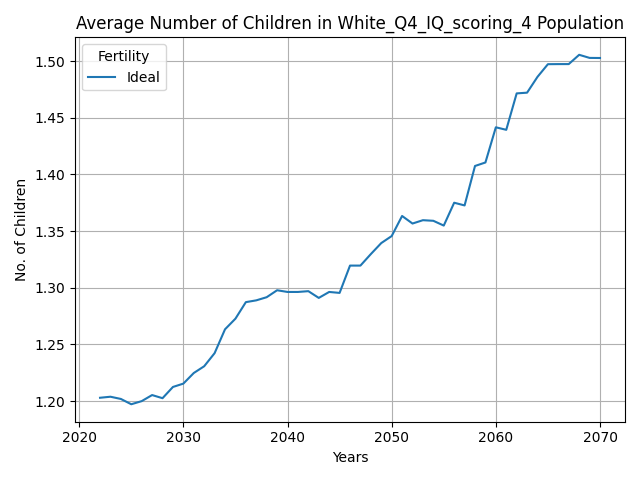 Average Number of Children in White_Q4_IQ_scoring_4 Population
Fertility
Ideal
No. of Children
1.50
1.45
1.40
1.35
1.30
1.25
1.20
2020 2030 2040 2050 2060 2070
Years